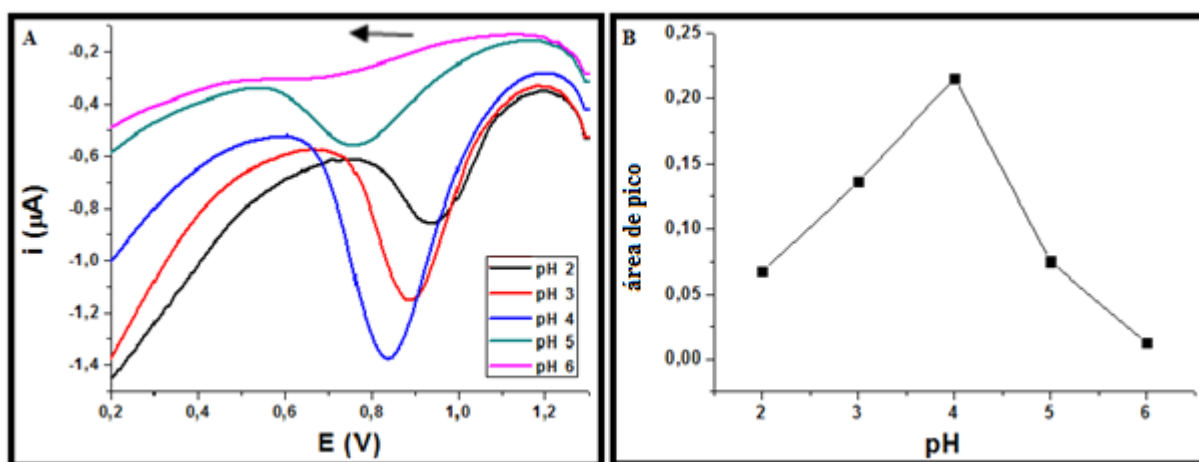 A
-0,2
-0,4
-0,6
-0,8
-1,0
-1,2
-1,4
i (µA)
0,2 0,4 0,6 0,8 1,0 1,2
E (V)
pH 2
pH 3
pH 4
pH 5
pH 6
B
0,25
0,20
0,15
0,10
0,05
0,00
área de pico
2 3 4 5 6
pH